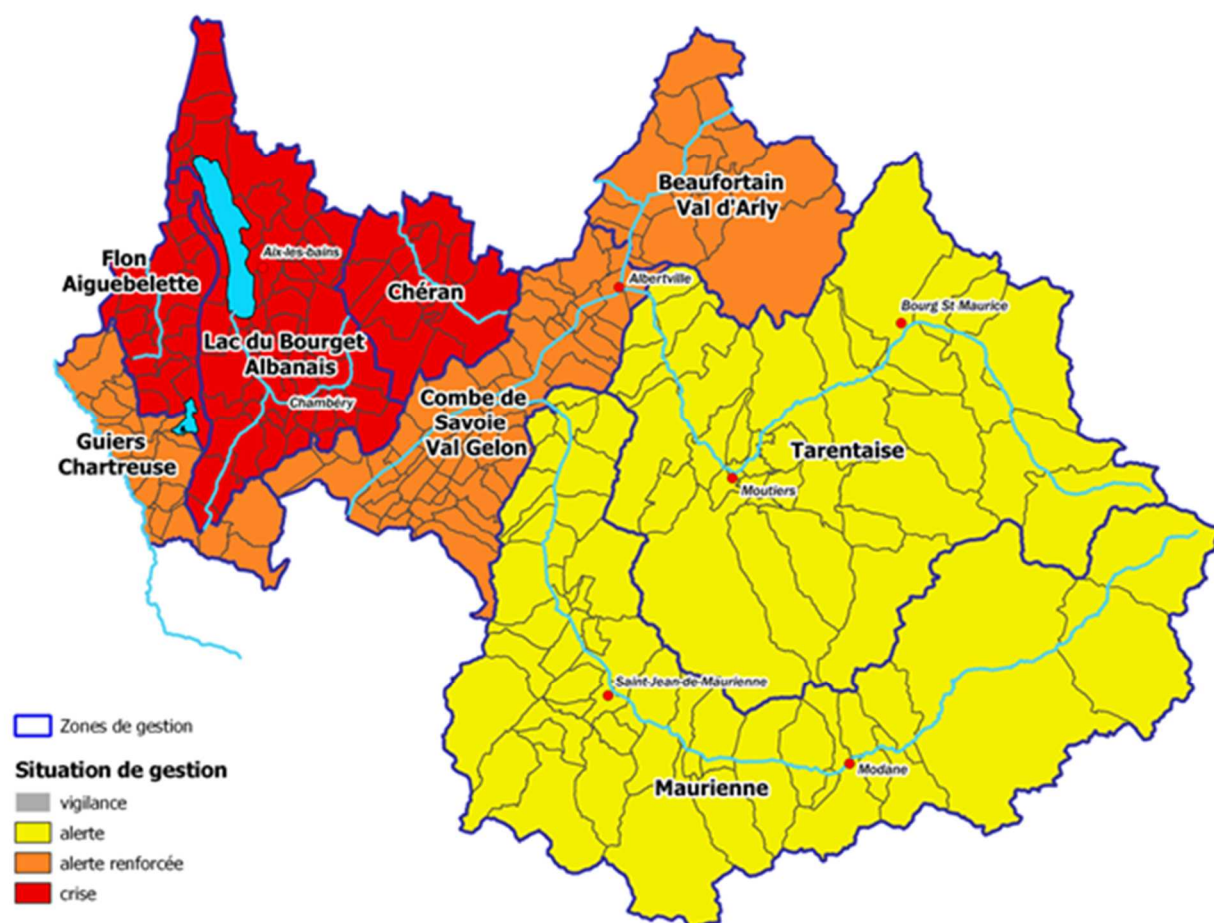 Beaufortain
Val d'Arly
Flon
Aiguebelette
Aix-les-bains
Chéran
Albertville
Bourg St Maurice
Lac du Bourget
Albanais
Chambéry
Combe de
Savoie
Val Gelon
Guiers
Chartreuse
Tarentaise
Moutiers
Saint-Jean-de-Maurienne
Modane
Maurienne
Zones de gestion
Situation de gestion
vigilance
alerte
alerte renforcée
crise